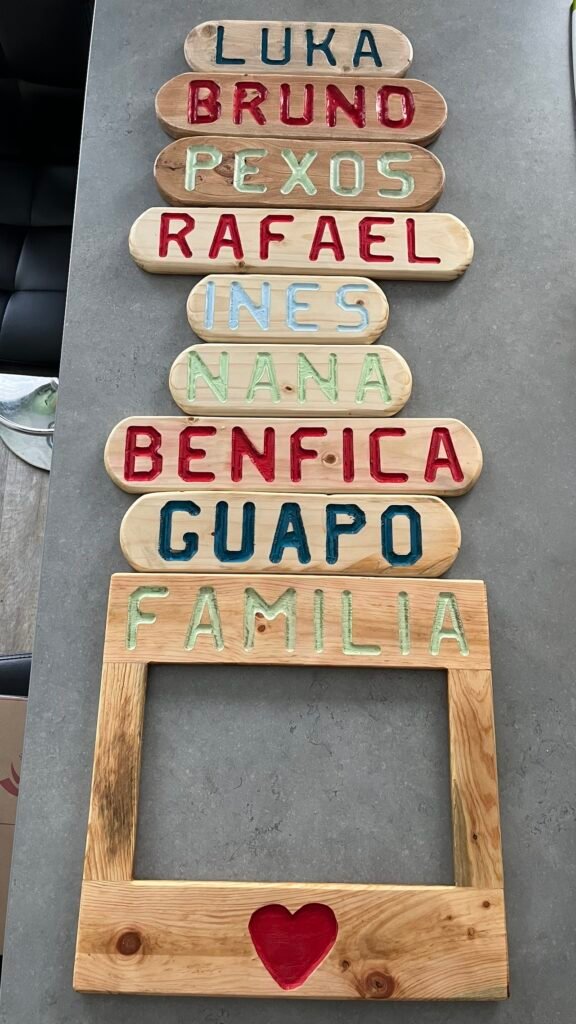 LUKA
BRUNO
PEXOS
RAFAEL
INES
NANA
BENFICA
GUAPO
FAMILIA